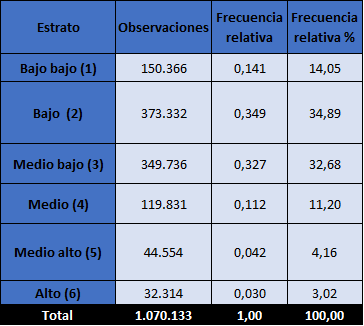 Estrato Observaciones Frecuencia relativa Frecuencia relativa %
Bajo bajo (1) 150.366 0,141 14,05
Bajo (2) 373.332 0,349 34,89
Medio bajo (3) 349.736 0,327 32,68
Medio (4) 119.831 0,112 11,20
Medio alto (5) 44.554 0,042 4,16
Alto (6) 32.314 0,030 3,02
Total 1.070.133 1,00 100,00